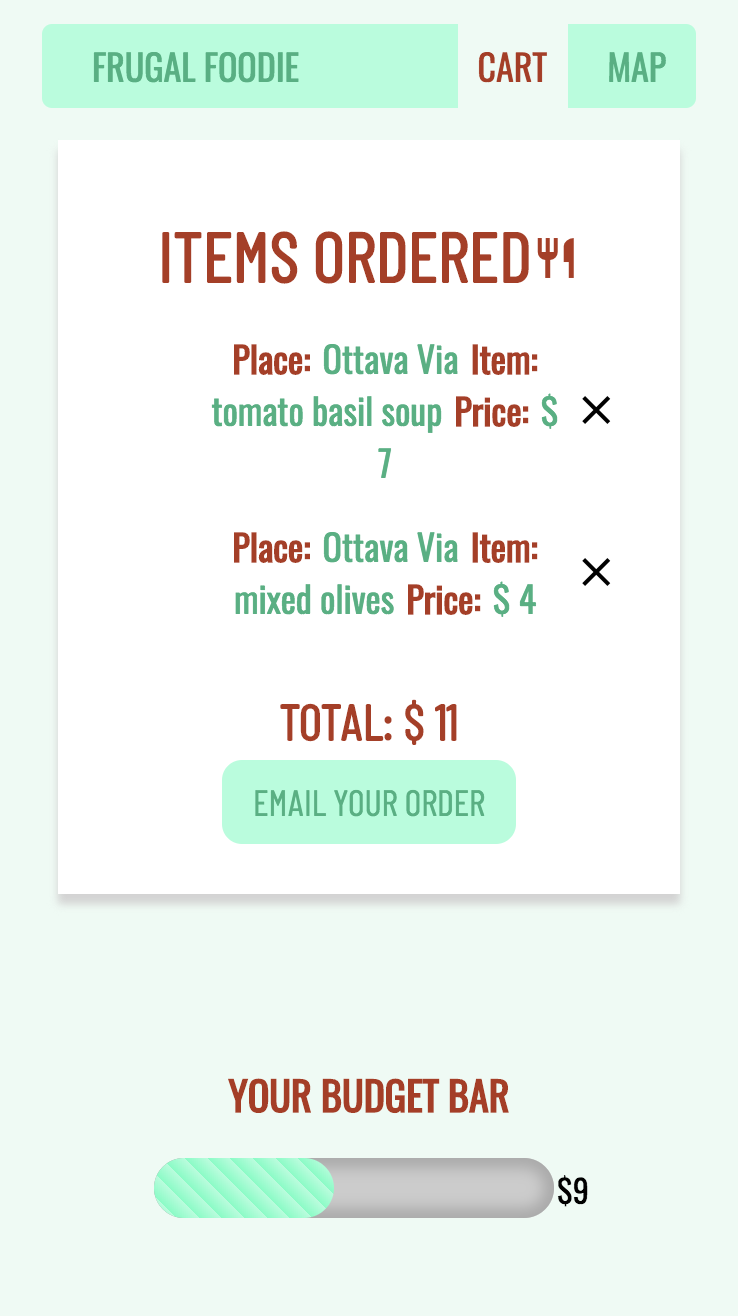 FRUGAL FOODIE CART MAP
ITEMS ORDERED
Place: Ottava Via Item:
tomato basil soup Price: $
7
Place: Ottava Via Item:
mixed olives Price: $ 4
TOTAL: $ 11
EMAIL YOUR ORDER
YOUR BUDGET BAR
$9